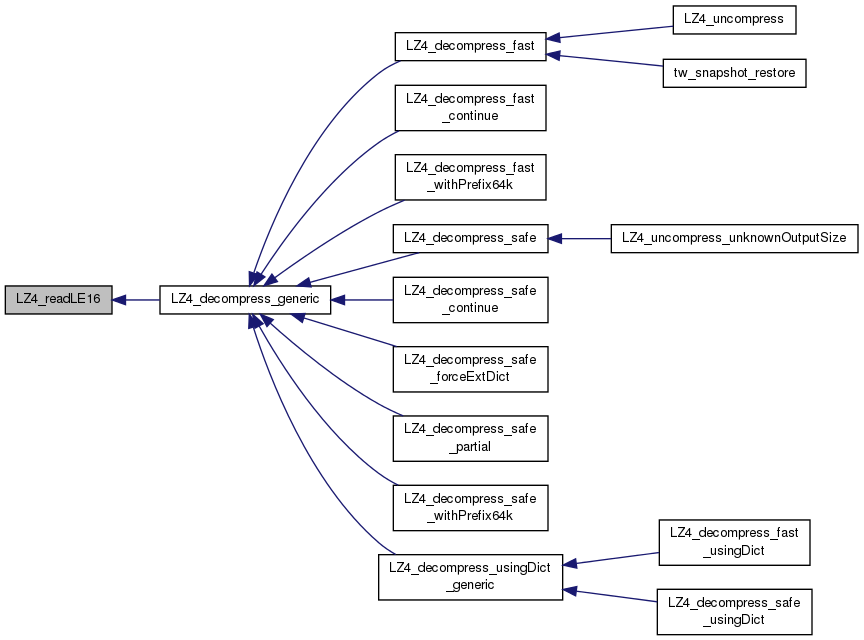 LZ4_readLE16
LZ4_decompress_generic
LZ4_decompress_fast
LZ4_uncompress
tw_snapshot_restore
LZ4_decompress_fast
_continue
LZ4_decompress_fast
_withPrefix64k
LZ4_decompress_safe
LZ4_uncompress_unknownOutputSize
LZ4_decompress_safe
_continue
LZ4_decompress_safe
_forceExtDict
LZ4_decompress_safe
_partial
LZ4_decompress_safe
_withPrefix64k
LZ4_decompress_usingDict
_generic
LZ4_decompress_fast
_usingDict
LZ4_decompress_safe
_usingDict